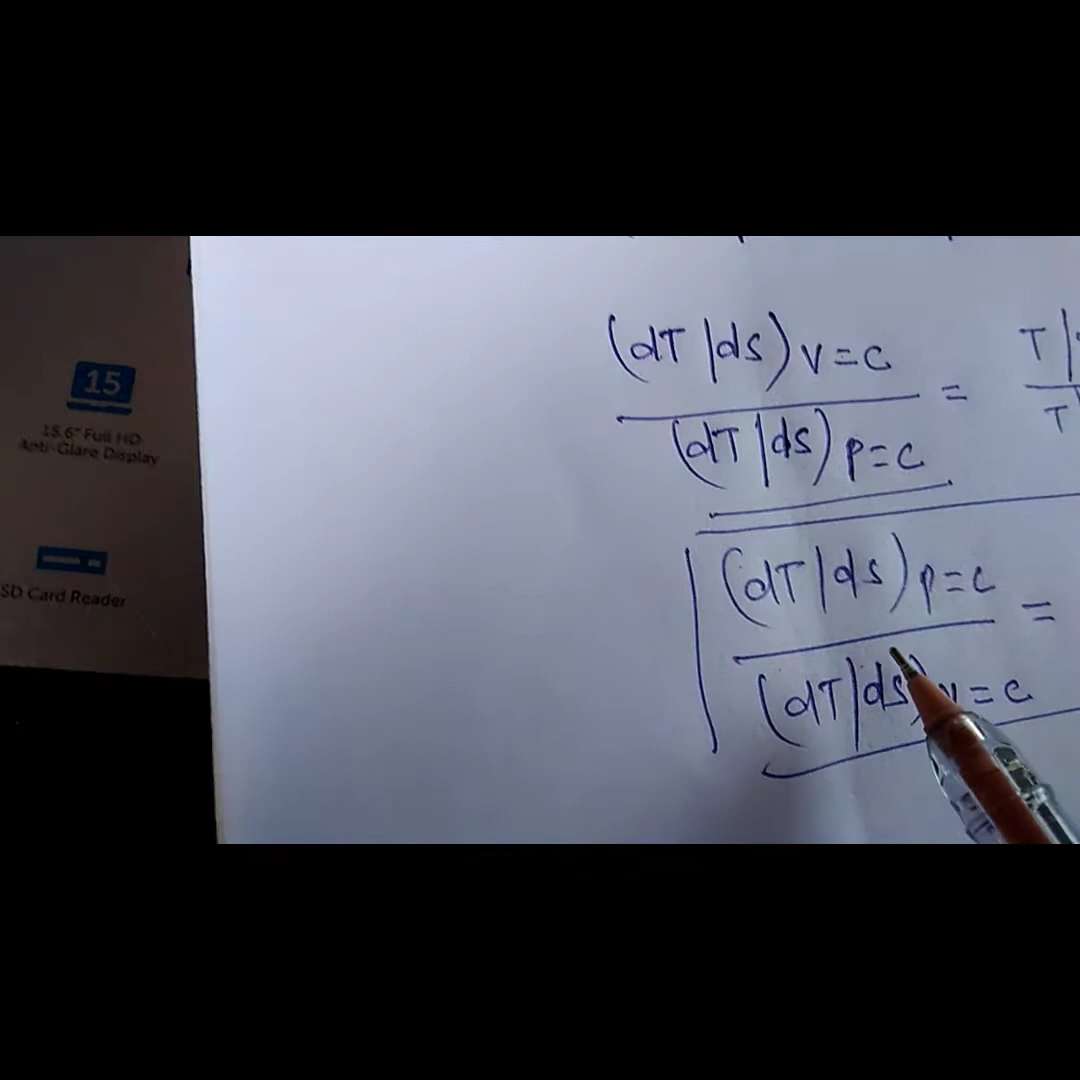 15
15.6" Full HD
Anti-Glare Display
SD Card Reader
(dT/ds) v=c
(dT/ds) p=c
=
T/
T
(dT/ds) p=c
(dT/ds) v=c
=